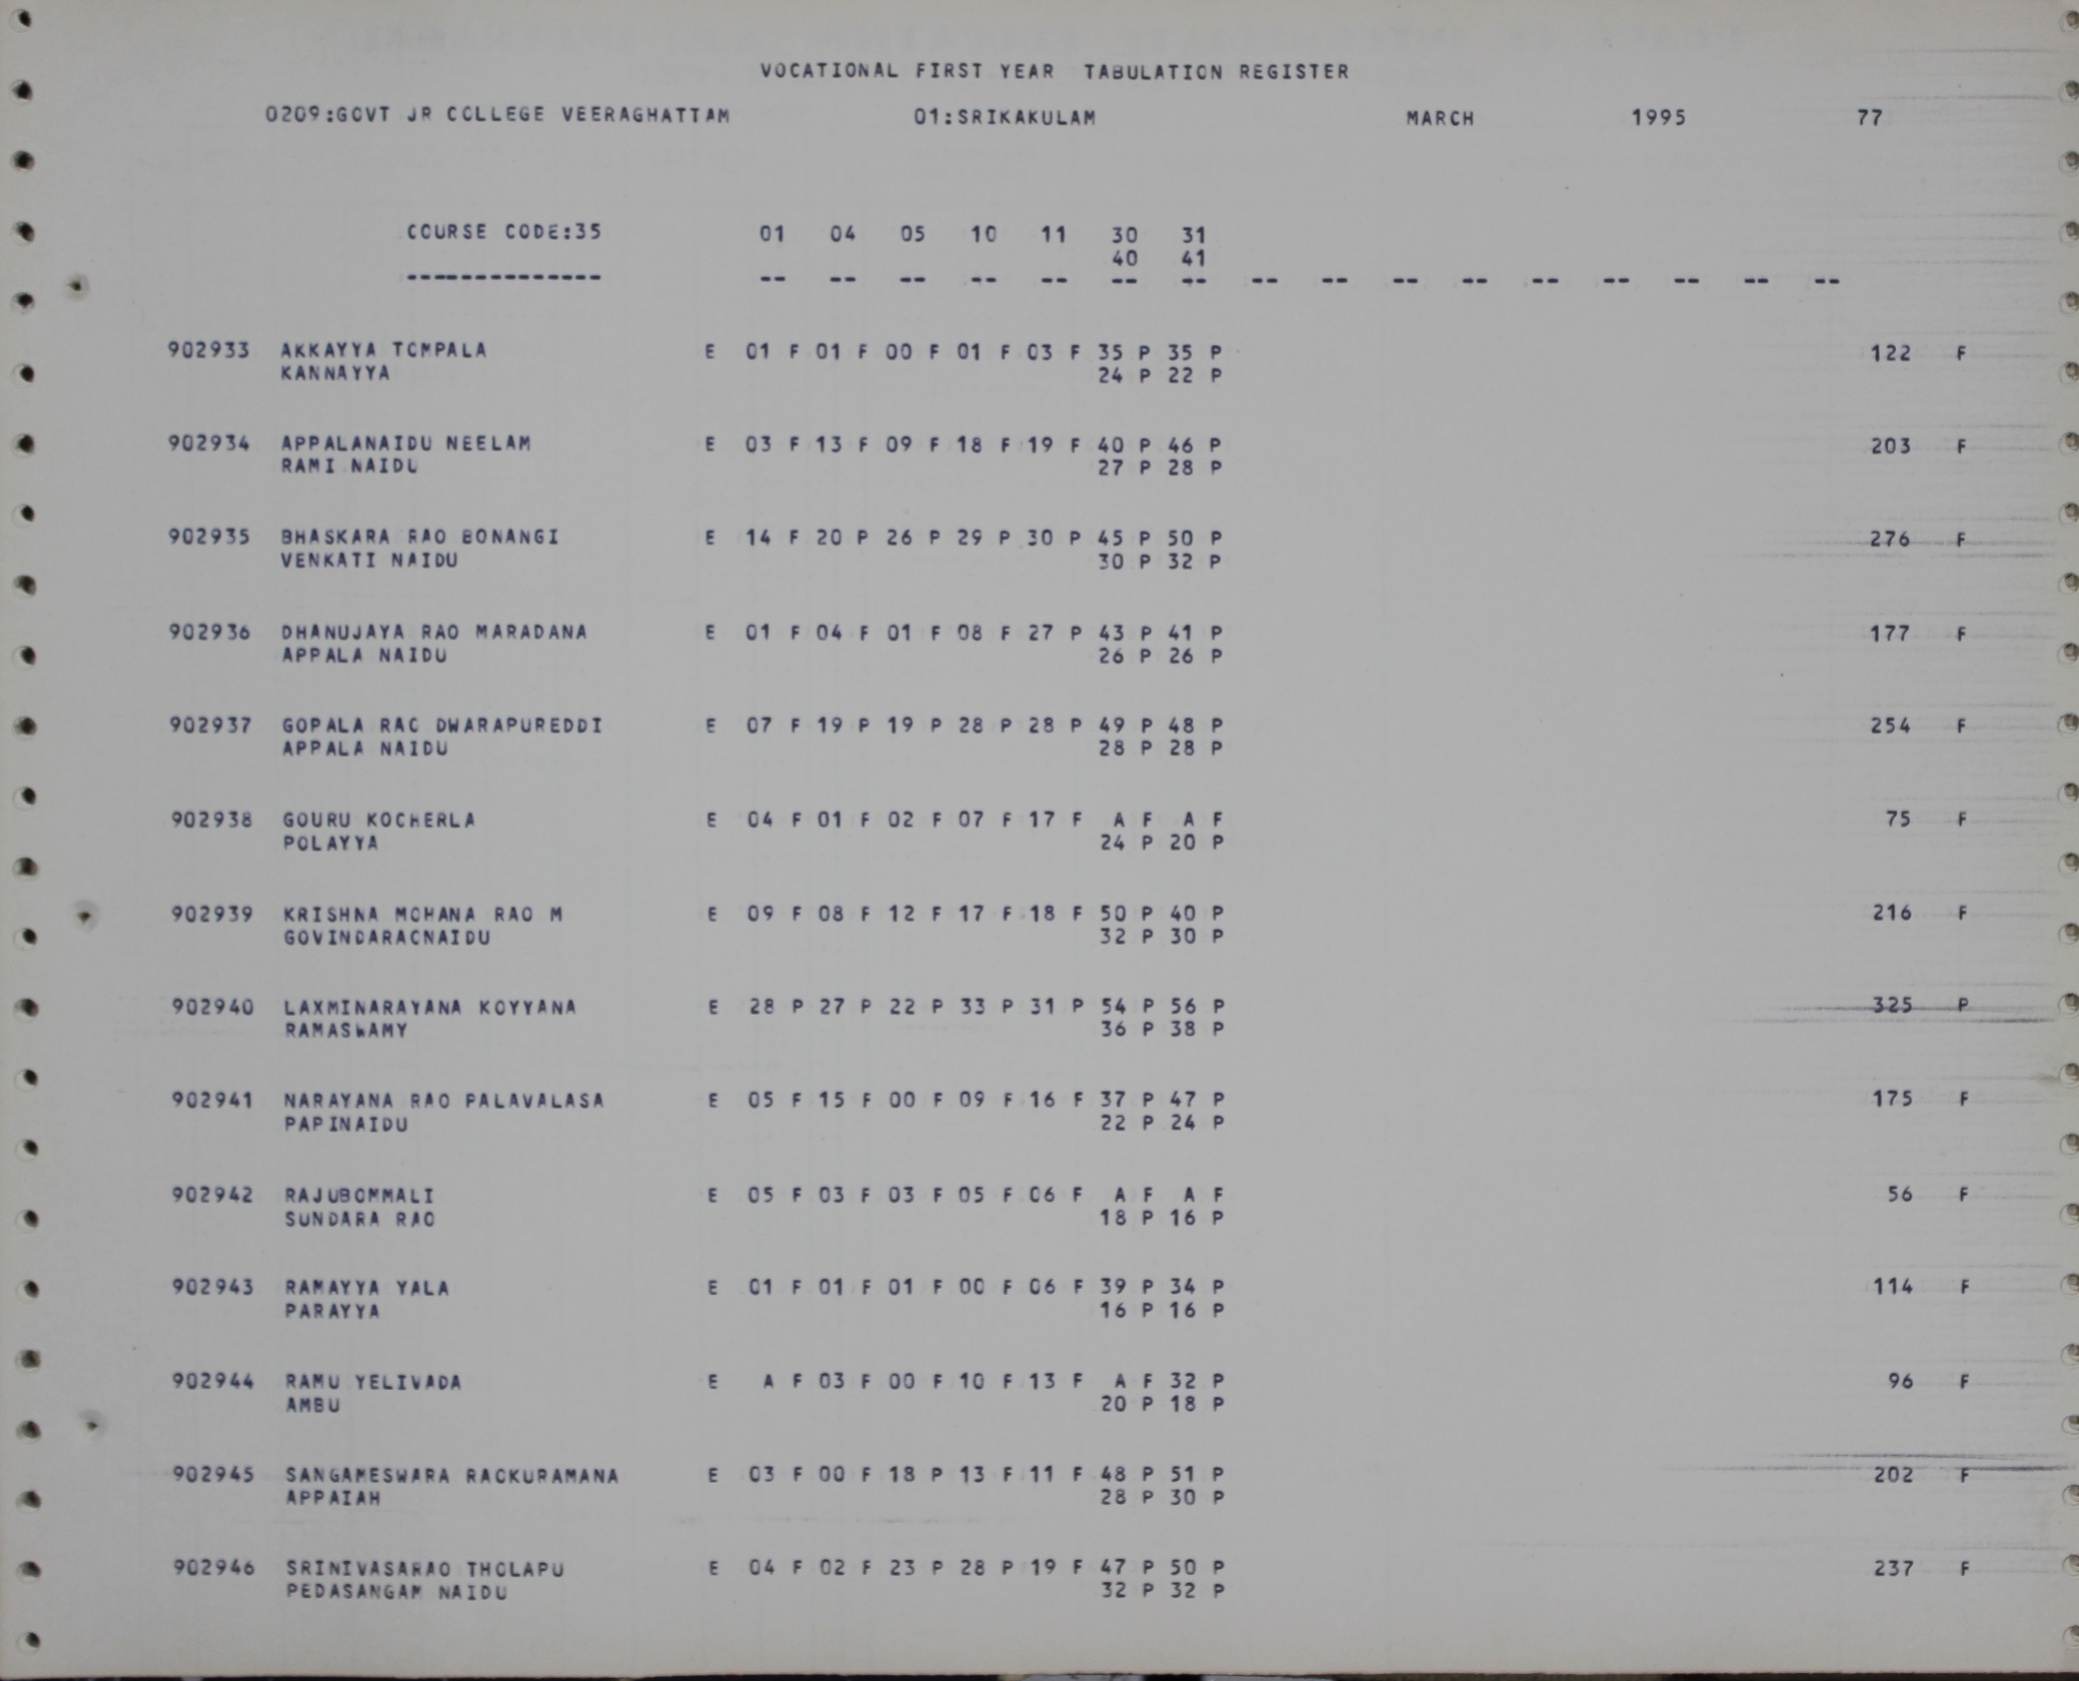 VOCATIONAL FIRST YEAR TABULATION REGISTER
0209:GOVT JR COLLEGE VEERAGHATTAM 01:SRIKAKULAM MARCH 1995 77
COURSE CODE:35 01 04 05 10 11 30 31
40 41
-------------- -- -- -- -- -- -- -- -- -- -- -- -- -- -- -- --
902933 AKKAYYA TOMPALA E 01 F 01 F 00 F 01 F 03 F 35 P 35 P 122 F
KANNAYYA 24 P 22 P
902934 APPALANAIDU NEELAM E 03 F 13 F 09 F 18 F 19 F 40 P 46 P 203 F
RAMI NAIDU 27 P 28 P
902935 BHASKARA RAO BONANGI E 14 F 20 P 26 P 29 P 30 P 45 P 50 P 276 F
VENKATI NAIDU 30 P 32 P
902936 DHANUJAYA RAO MARADANA E 01 F 04 F 01 F 08 F 27 P 43 P 41 P 177 F
APPALA NAIDU 26 P 26 P
902937 GOPALA RAO DWARAPUREDDI E 07 F 19 P 19 P 28 P 28 P 49 P 48 P 254 F
APPALA NAIDU 28 P 28 P
902938 GOURU KOCHERLA E 04 F 01 F 02 F 07 F 17 F A F A F 75 F
POLAYYA 24 P 20 P
902939 KRISHNA MOHANA RAO M E 09 F 08 F 12 F 17 F 18 F 50 P 40 P 216 F
GOVINDARAONAIDU 32 P 30 P
902940 LAXMINARAYANA KOYYANA E 28 P 27 P 22 P 33 P 31 P 54 P 56 P 325 P
RAMASWAMY 36 P 38 P
902941 NARAYANA RAO PALAVALASA E 05 F 15 F 00 F 09 F 16 F 37 P 47 P 175 F
PAPINAIDU 22 P 24 P
902942 RAJUBOMMALI E 05 F 03 F 03 F 05 F 06 F A F A F 56 F
SUNDARA RAO 18 P 16 P
902943 RAMAYYA YALA E 01 F 01 F 01 F 00 F 06 F 39 P 34 P 114 F
PARAYYA 16 P 16 P
902944 RAMU YELIVADA E A F 03 F 00 F 10 F 13 F A F 32 P 96 F
AMBU 20 P 18 P
902945 SANGAMESWARA RAOKURAMANA E 03 F 00 F 18 P 13 F 11 F 48 P 51 P 202 F
APPAIAH 28 P 30 P
902946 SRINIVASARAO THOLAPU E 04 F 02 F 23 P 28 P 19 F 47 P 50 P 237 F
PEDASANGAM NAIDU 32 P 32 P